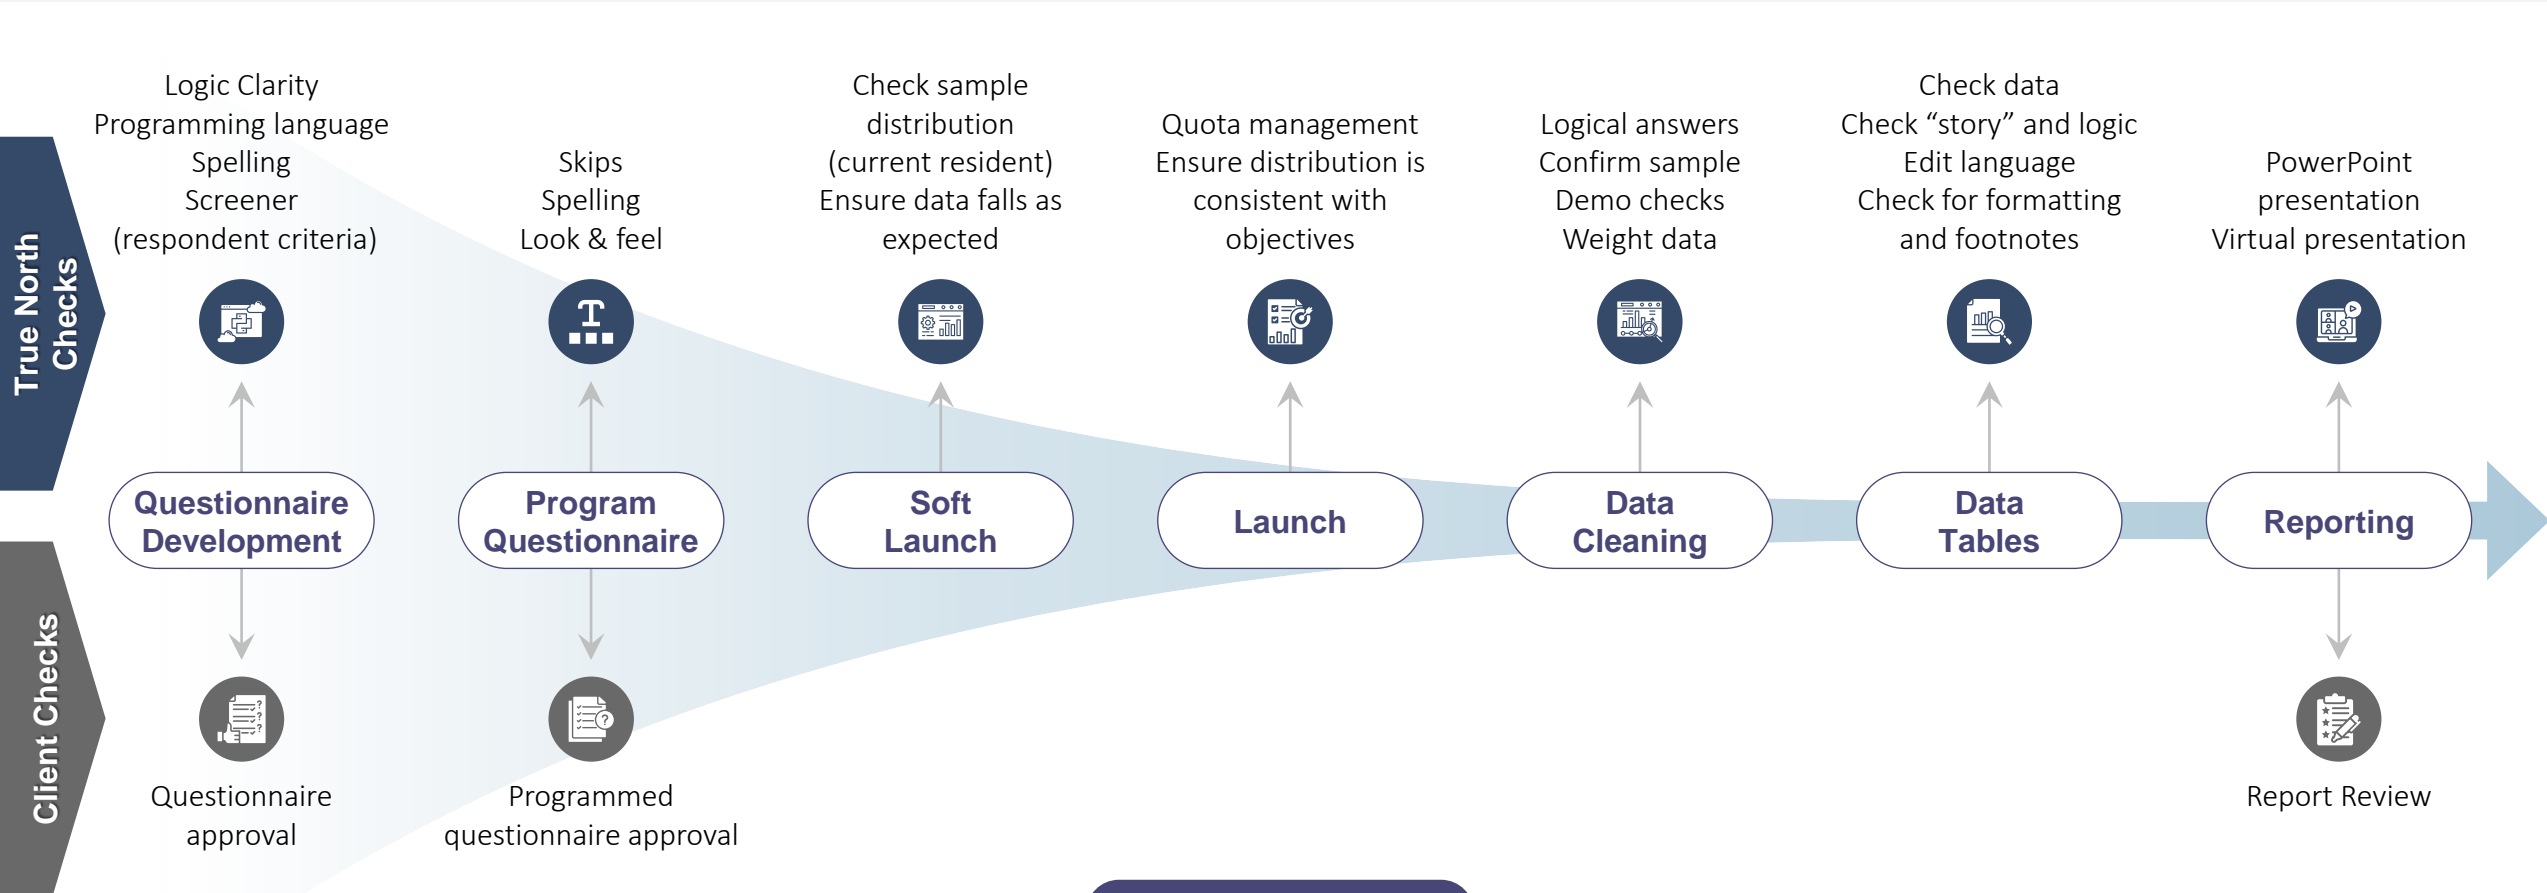 True North
Checks
Logic Clarity
Programming language
Spelling
Screener
(respondent criteria)
Skips
Spelling
Look & feel
Check sample
distribution
(current resident)
Ensure data falls as
expected
Quota management
Ensure distribution is
consistent with
objectives
Logical answers
Confirm sample
Demo checks
Weight data
Check data
Check “story” and logic
Edit language
Check for formatting
and footnotes
PowerPoint
presentation
Virtual presentation
Questionnaire
Development
Program
Questionnaire
Soft
Launch
Launch
Data
Cleaning
Data
Tables
Reporting
Client Checks
Questionnaire
approval
Programmed
questionnaire approval
Report Review